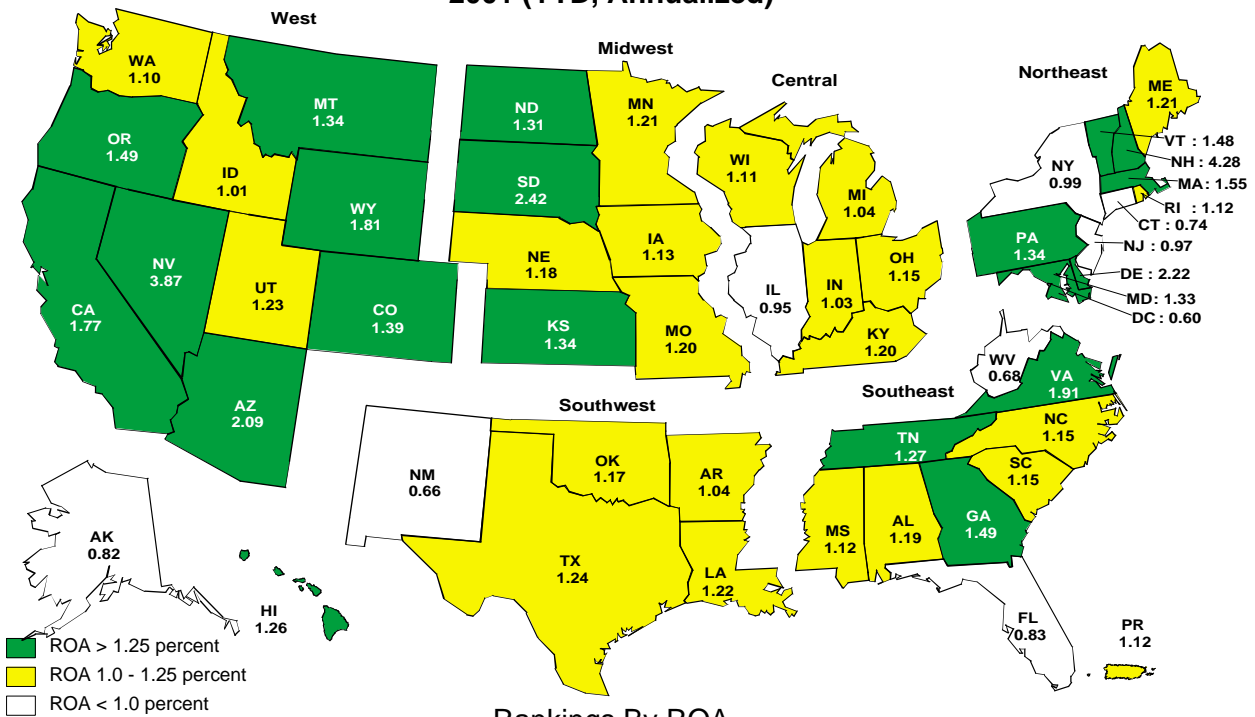 2001 (YTD, Annualized)
West
Midwest
Central
Northeast
WA
1.10
MT
1.34
OR
1.49
ID
1.01
WY
1.81
NV
3.87
UT
1.23
CA
1.77
CO
1.39
AZ
2.09
AK
0.82
HI
1.26
ND
1.31
MN
1.21
SD
2.42
NE
1.18
IA
1.13
KS
1.34
MO
1.20
WI
1.11
MI
1.04
IL
0.95
IN
1.03
OH
1.15
KY
1.20
ME
1.21
VT : 1.48
NH : 4.28
MA : 1.55
RI : 1.12
CT : 0.74
NJ : 0.97
DE : 2.22
MD: 1.33
DC : 0.60
NY
0.99
PA
1.34
Southwest
NM
0.66
OK
1.17
AR
1.04
TX
1.24
LA
1.22
Southeast
WV
0.68
VA
1.91
TN
1.27
NC
1.15
SC
1.15
MS
1.12
AL
1.19
GA
1.49
FL
0.83
PR
1.12
ROA > 1.25 percent
ROA 1.0 - 1.25 percent
ROA < 1.0 percent
Rankings By ROA